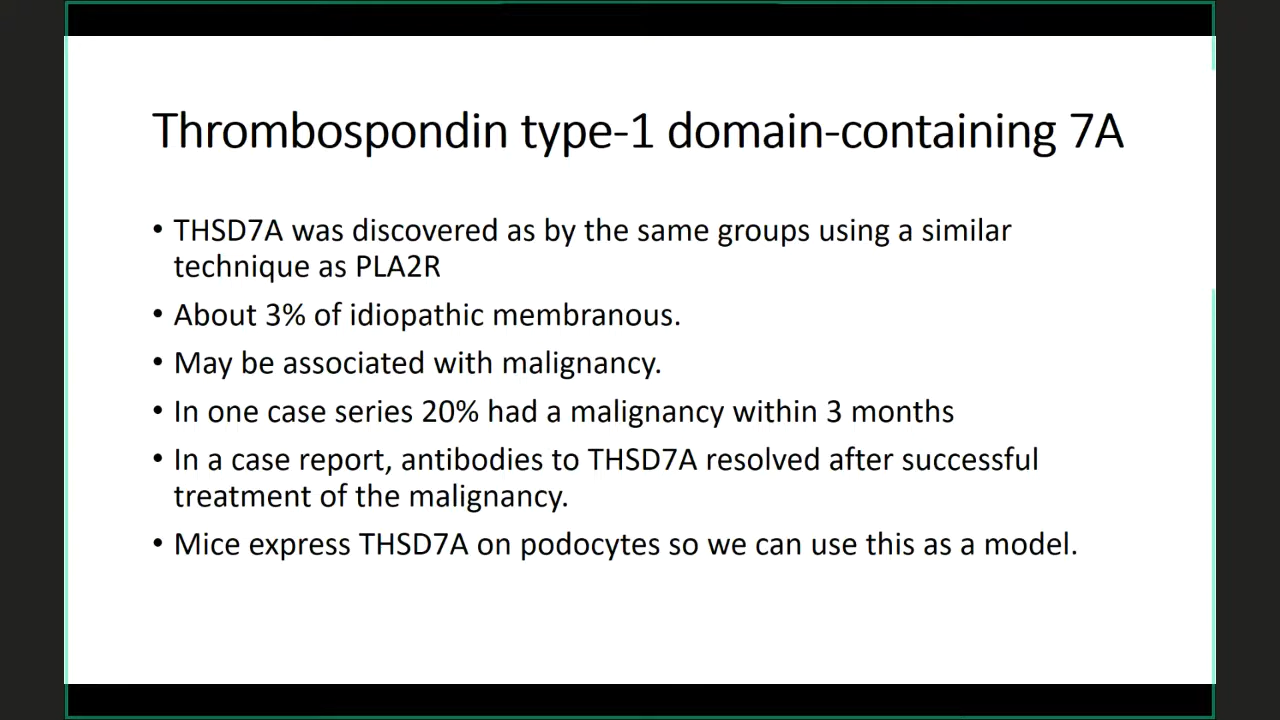 Thrombospondin type-1 domain-containing 7A
• THSD7A was discovered as by the same groups using a similar
technique as PLA2R
• About 3% of idiopathic membranous.
• May be associated with malignancy.
• In one case series 20% had a malignancy within 3 months
• In a case report, antibodies to THSD7A resolved after successful
treatment of the malignancy.
• Mice express THSD7A on podocytes so we can use this as a model.